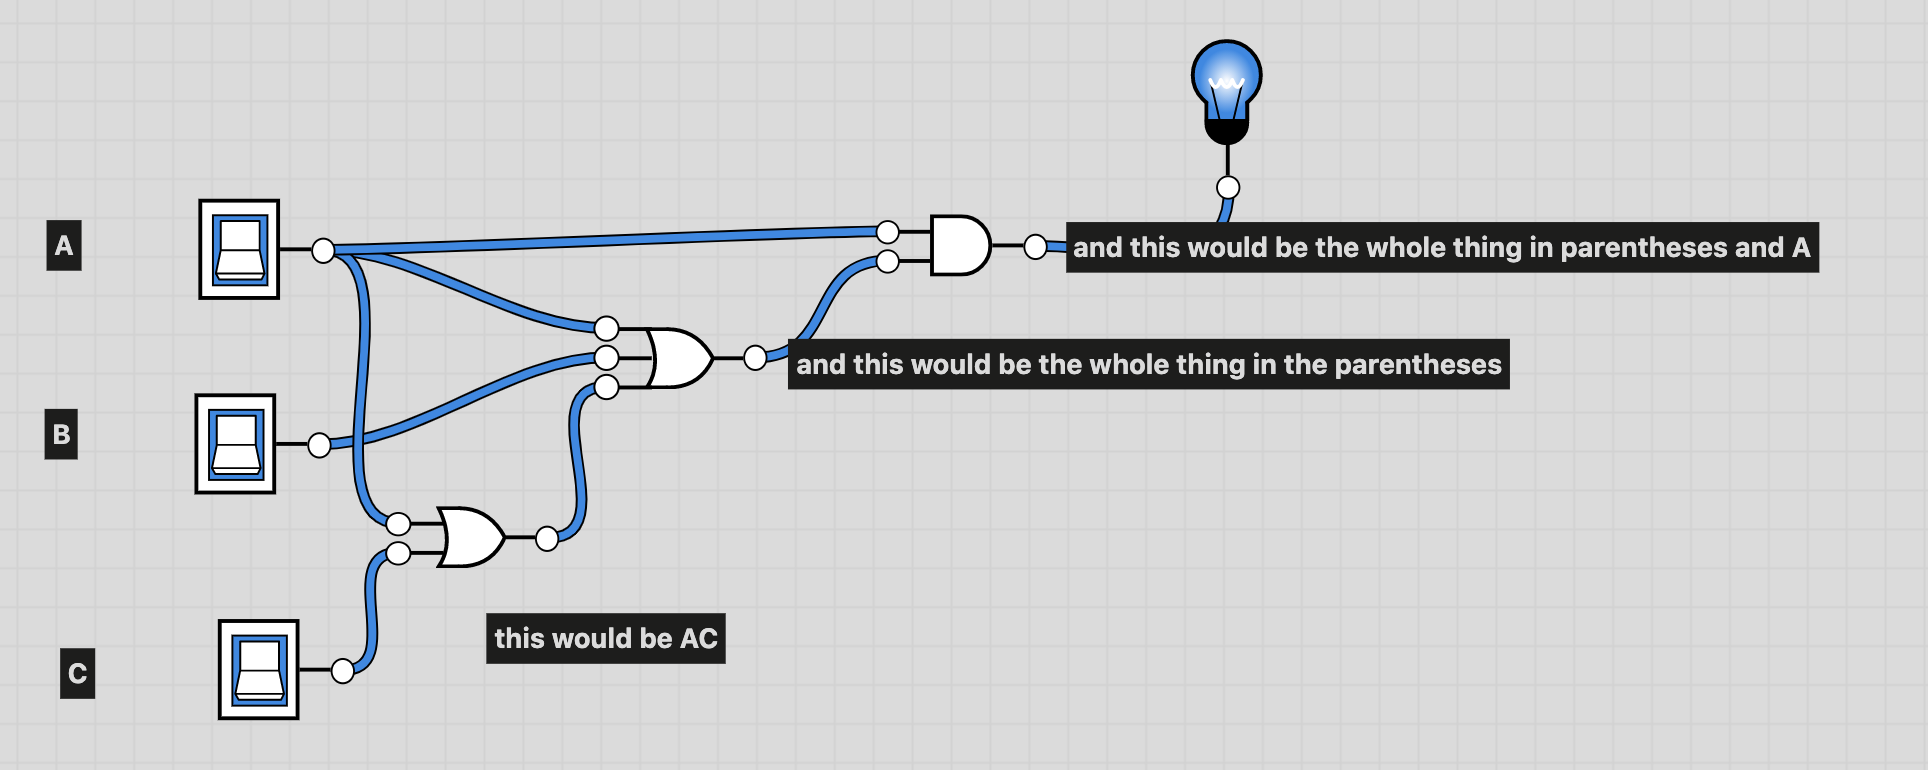 A
and this would be the whole thing in parentheses and A
and this would be the whole thing in the parentheses
B
this would be AC
C